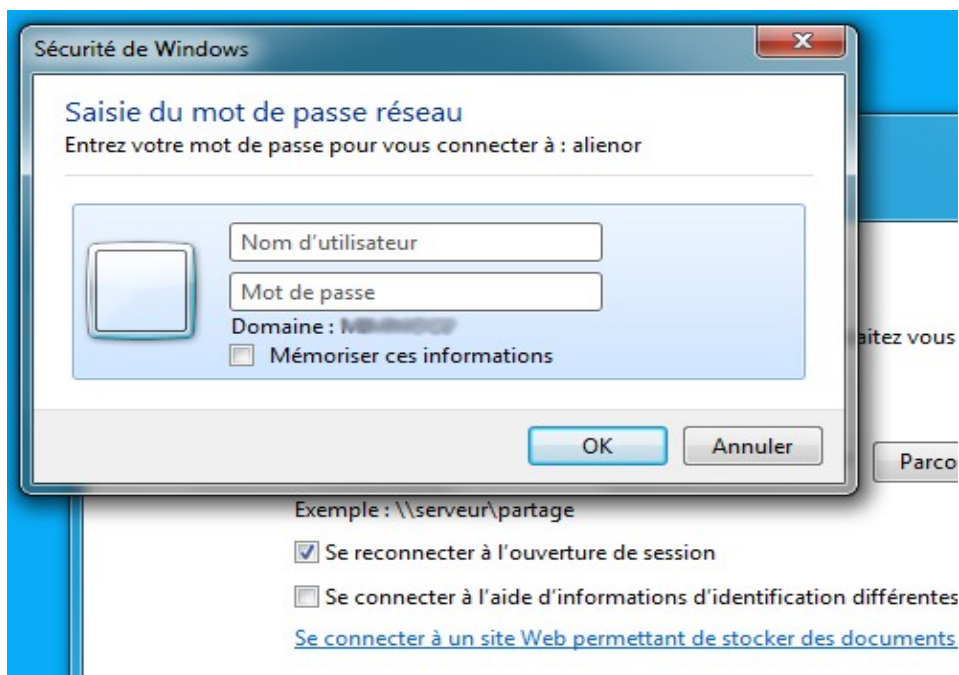 Sécurité de Windows
Saisie du mot de passe réseau
Entrez votre mot de passe pour vous connecter à : alienor
Nom d'utilisateur
Mot de passe
Domaine :
Mémoriser ces informations
aitez vous
OK
Annuler
Parco
Exemple : \\serveur\partage
Se reconnecter à l'ouverture de session
Se connecter à l'aide d'informations d'identification différentes
Se connecter à un site Web permettant de stocker des documents